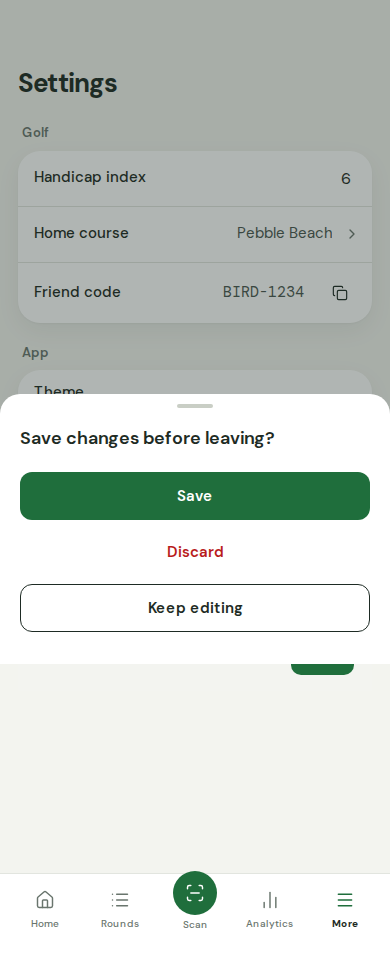 Settings
Golf
Handicap index 6
Home course Pebble Beach
Friend code BIRD-1234
App
Theme
Save changes before leaving?
Save
Discard
Keep editing
Home Rounds Scan Analytics More